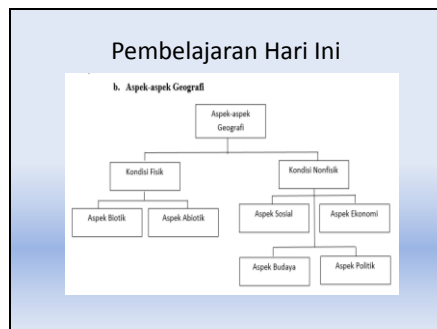 Pembelajaran Hari Ini
b. Aspek-aspek Geografi
Aspek-aspek
Geografi
Kondisi Fisik
Kondisi Nonfisik
Aspek Biotik
Aspek Abiotik
Aspek Sosial
Aspek Ekonomi
Aspek Budaya
Aspek Politik